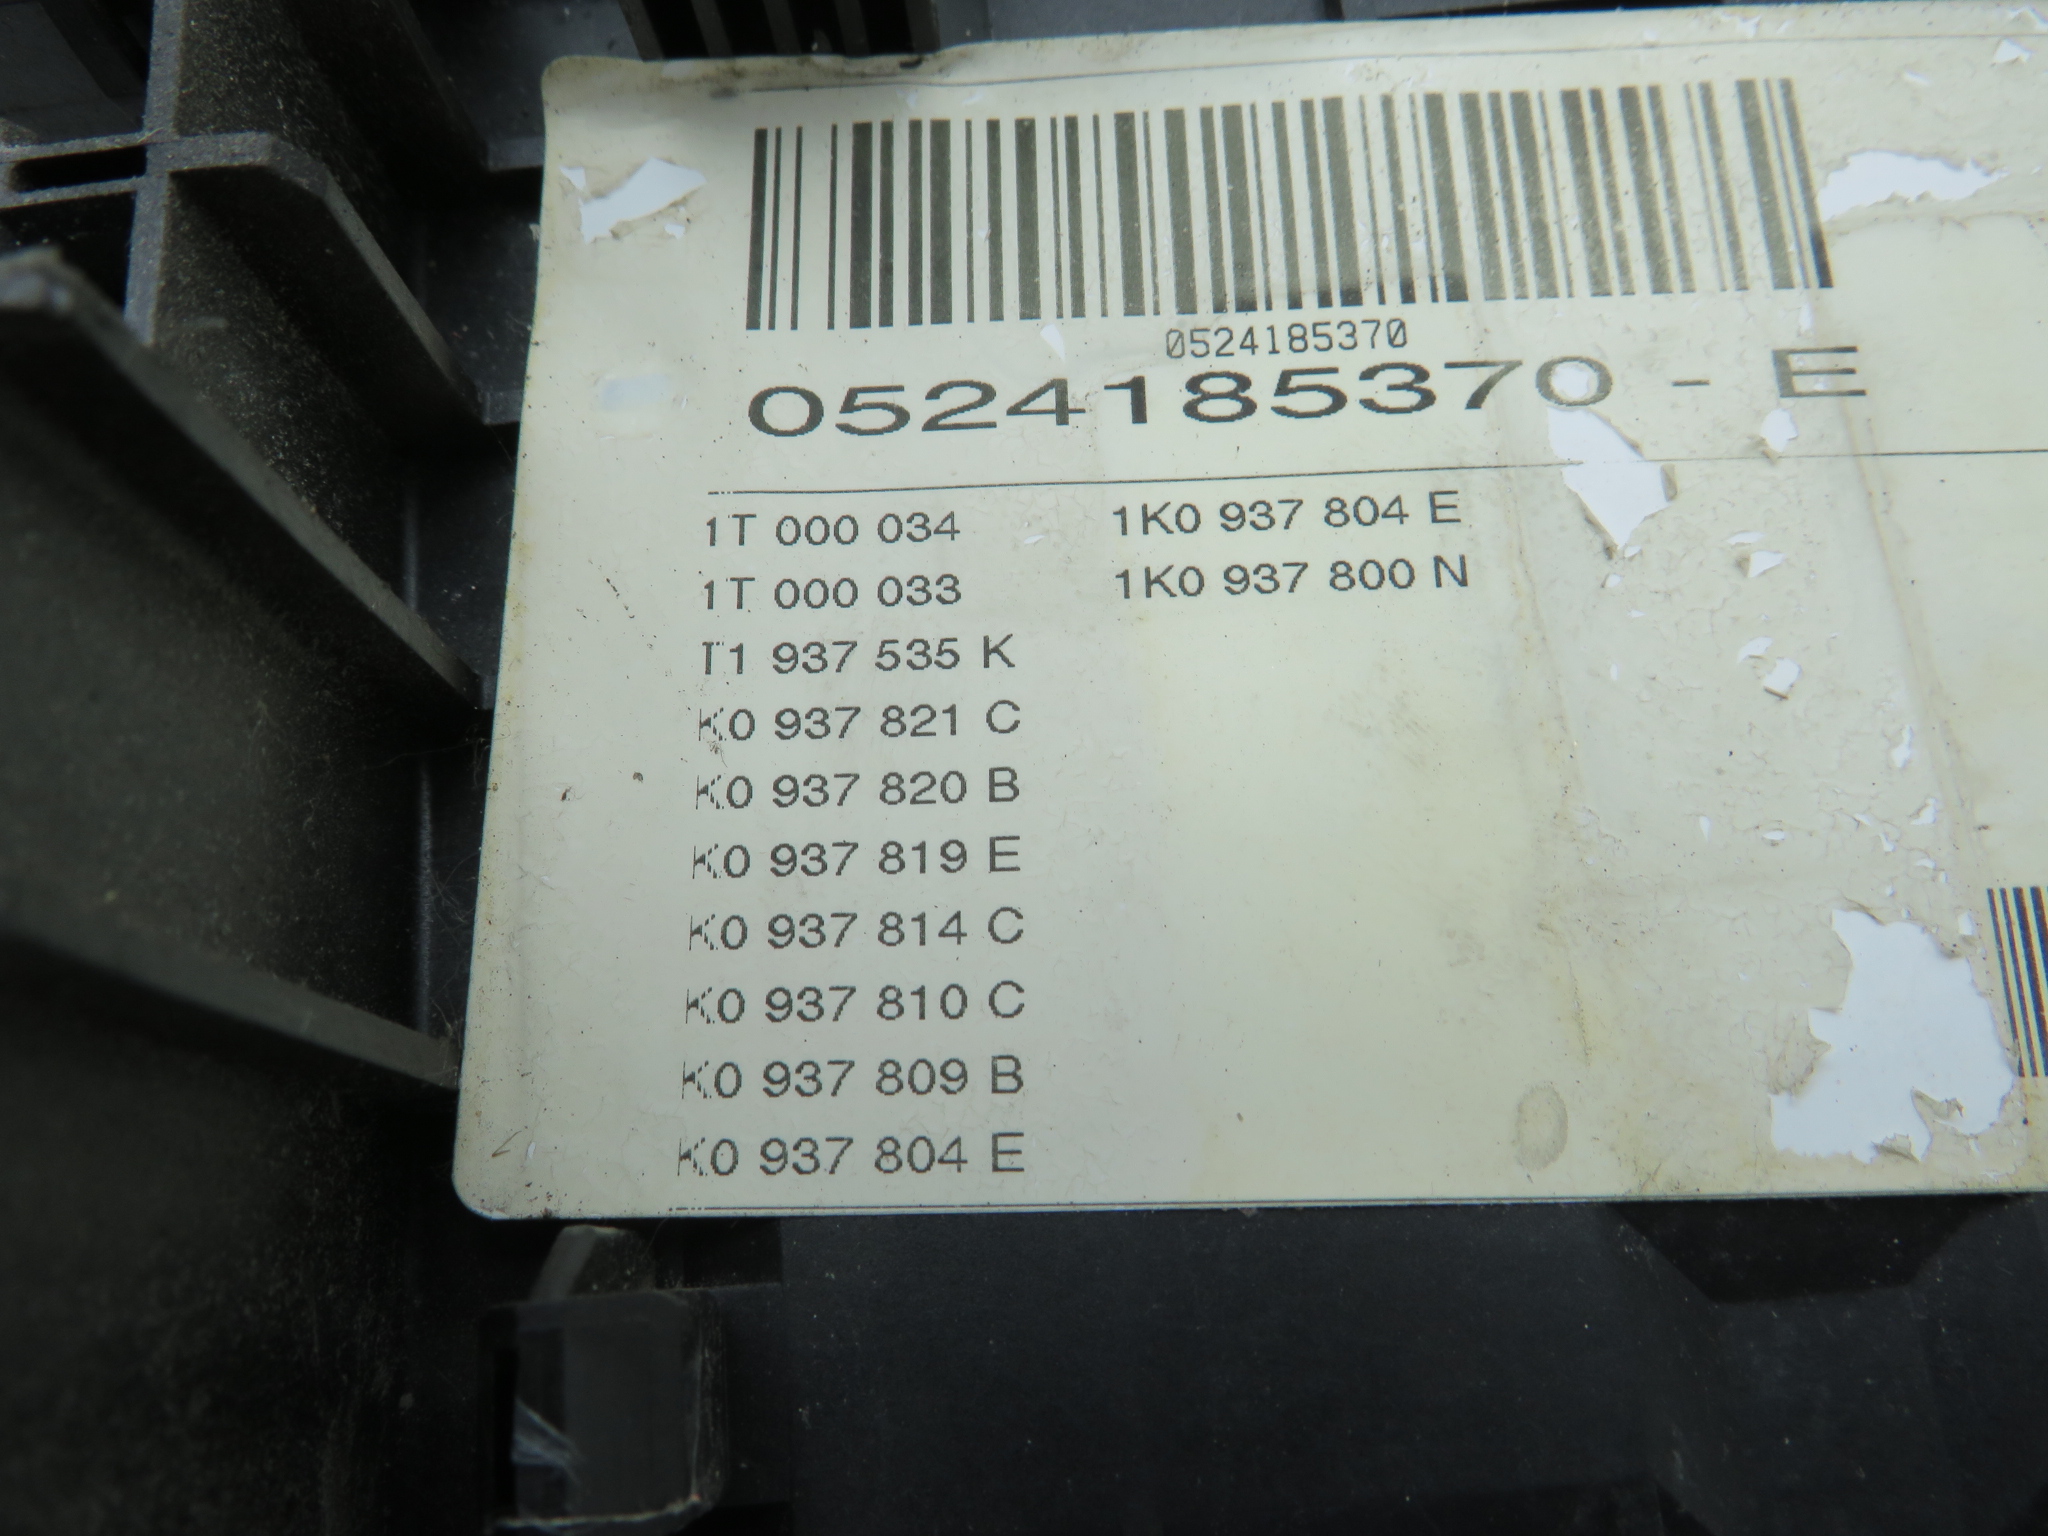 0524185370
0524185370 - E
1T 000 034 1K0 937 804 E
1T 000 033 1K0 937 800 N
T1 937 535 K
K0 937 821 C
K0 937 820 B
K0 937 819 E
K0 937 814 C
K0 937 810 C
K0 937 809 B
K0 937 804 E